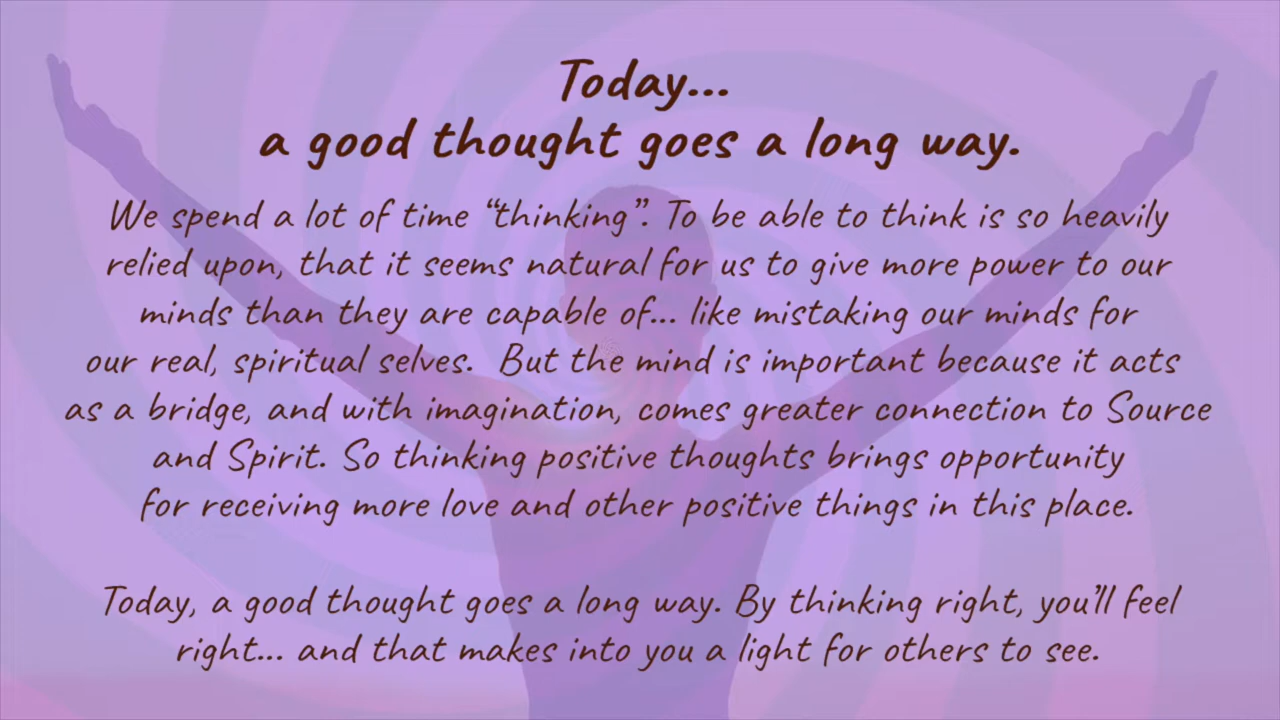 Today...
a good thought goes a long way.
We spend a lot of time “thinking”. To be able to think is so heavily
relied upon, that it seems natural for us to give more power to our
minds than they are capable of... like mistaking our minds for
our real, spiritual selves.  But the mind is important because it acts
as a bridge, and with imagination, comes greater connection to Source
and Spirit. So thinking positive thoughts brings opportunity
for receiving more love and other positive things in this place.
Today, a good thought goes a long way. By thinking right, you’ll feel
right... and that makes into you a light for others to see.